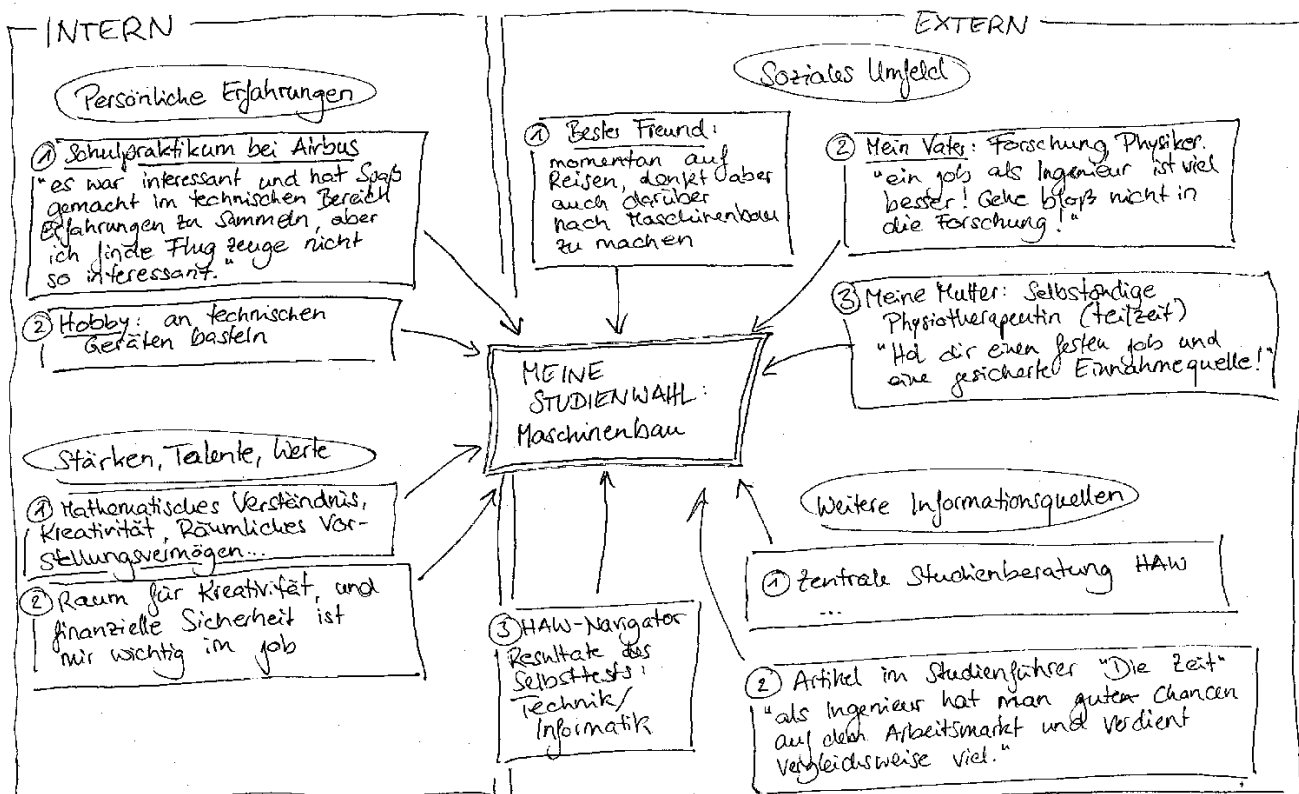 INTERN
Persönliche Erfahrungen
① Schulpraktikum bei Airbus
"es war interessant und hat Spaß
gemacht im technischen Bereich
Erfahrungen zu sammeln, aber
ich finde Flugzeuge nicht
so interessant."
② Hobby: an technischen
Geräten basteln
Stärken, Talente, Werte
① Mathematisches Verständnis,
Kreativität, Räumliches Vor-
stellungsvermögen...
② Raum für Kreativität, und
finanzielle Sicherheit ist
mir wichtig im job
MEINE
STUDIENWAHL:
Maschinenbau
EXTERN
Soziales Umfeld
① Bester Freund:
momentan auf
Reisen, denkt aber
auch darüber
nach Maschinenbau
zu machen
② Mein Vater: Forschung Physiker.
"ein job als Ingenieur ist viel
besser! Gehe bloß nicht in
die Forschung!"
③ Meine Mutter: Selbständige
Physiotherapeutin (teilzeit)
"Hol dir einen festen job und
eine gesicherte Einnahmequelle!"
Weitere Informationsquellen
① Zentrale Studienberatung HAW
...
② Artikel im Studienführer "Die Zeit"
"als Ingenieur hat man guten Chancen
auf dem Arbeitsmarkt und verdient
vergleichsweise viel."
③ HAW-Navigator
Resultate des
Selbsttests:
Technik/
Informatik